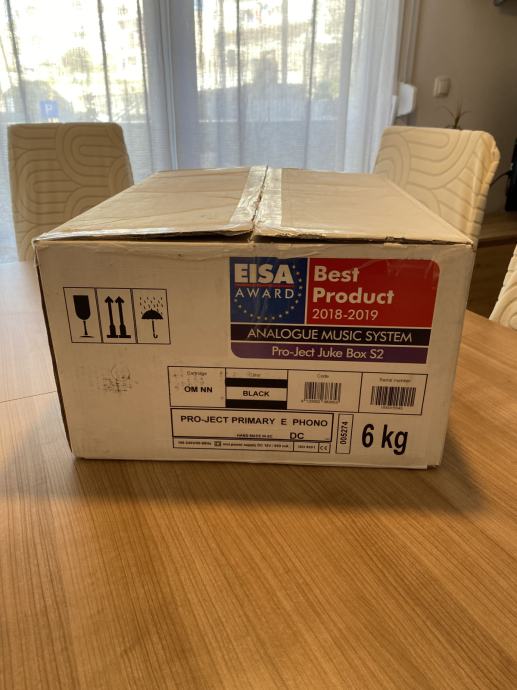 P
EISA
AWARD
Best
Product
2018-2019
ANALOGUE MUSIC SYSTEM
Pro-Ject Juke Box S2
Cartridge
OM NN
Color
BLACK
Code
Serial number
PRO-JECT PRIMARY E PHONO
DC
005274
6 kg
CE